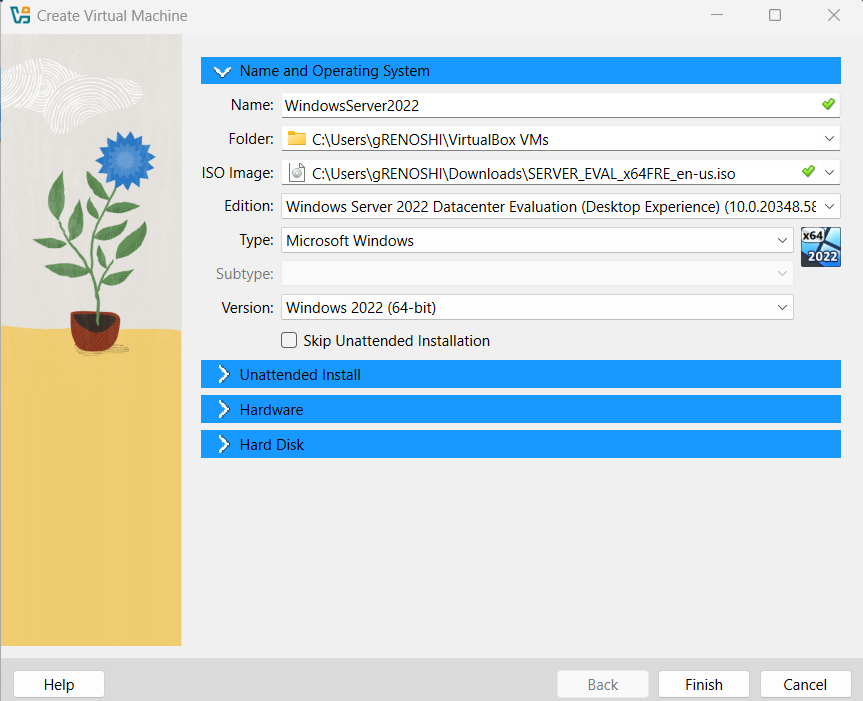 Create Virtual Machine
Name and Operating System
Name: WindowsServer2022
Folder: C:\Users\gRENOSHI\VirtualBox VMs
ISO Image: C:\Users\gRENOSHI\Downloads\SERVER_EVAL_x64FRE_en-us.iso
Edition: Windows Server 2022 Datacenter Evaluation (Desktop Experience) (10.0.20348.58
Type: Microsoft Windows
x64
2022
Subtype:
Version: Windows 2022 (64-bit)
Skip Unattended Installation
Unattended Install
Hardware
Hard Disk
Help Back Finish Cancel